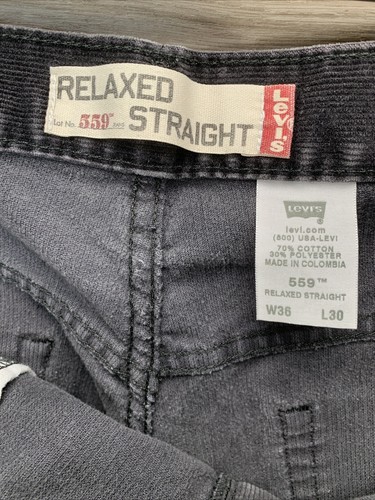 RELAXED
Lot No. 559™
STRAIGHT
Levi's
LEVI'S
levi.com
(800) USA-LEVI
70% COTTON
30% POLYESTER
MADE IN COLOMBIA
559™
RELAXED STRAIGHT
W36 L30